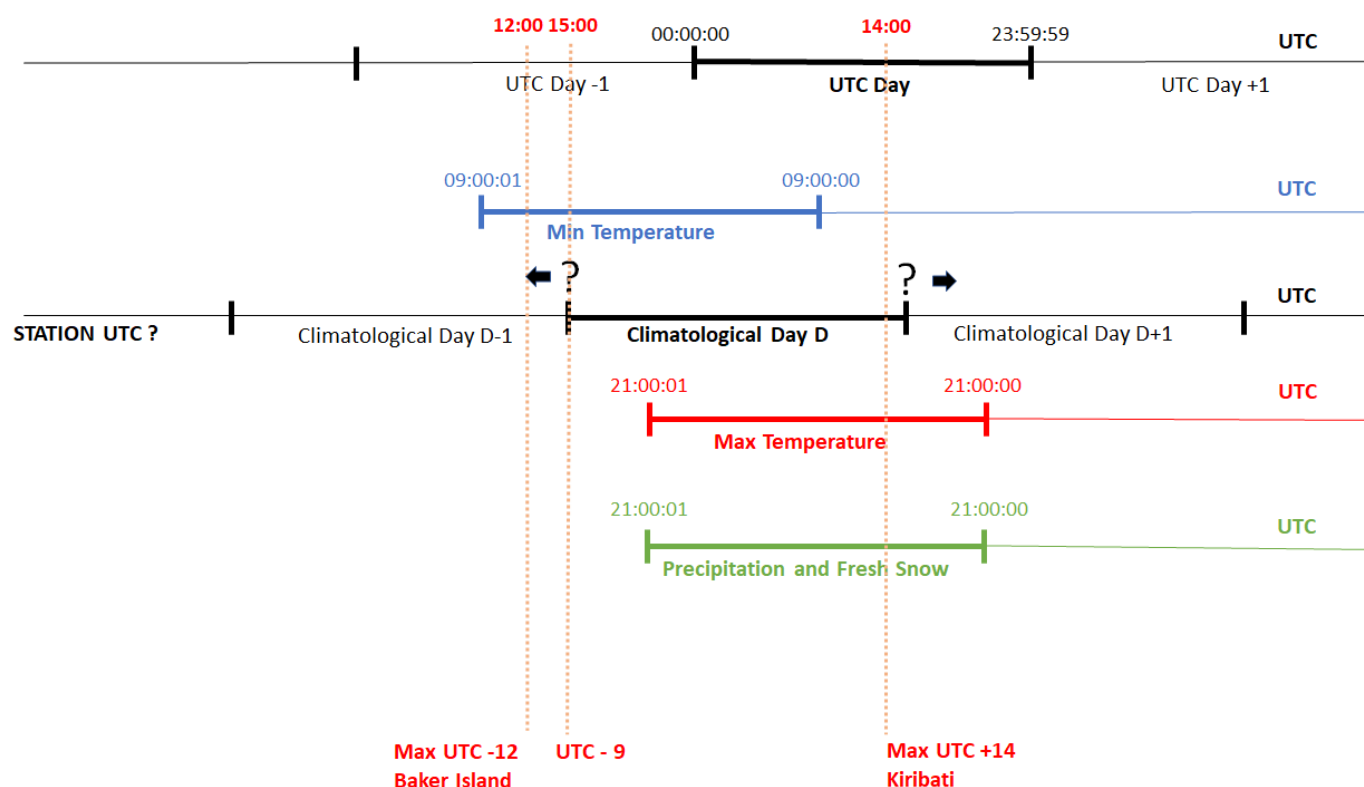 12:00 15:00
00:00:00
14:00
23:59:59
UTC
UTC Day -1
UTC Day
UTC Day +1
09:00:01
09:00:00
UTC
Min Temperature
?
?
UTC
STATION UTC ?
Climatological Day D-1
Climatological Day D
Climatological Day D+1
21:00:01
21:00:00
UTC
Max Temperature
21:00:01
21:00:00
UTC
Precipitation and Fresh Snow
Max UTC -12
Baker Island
UTC - 9
Max UTC +14
Kiribati